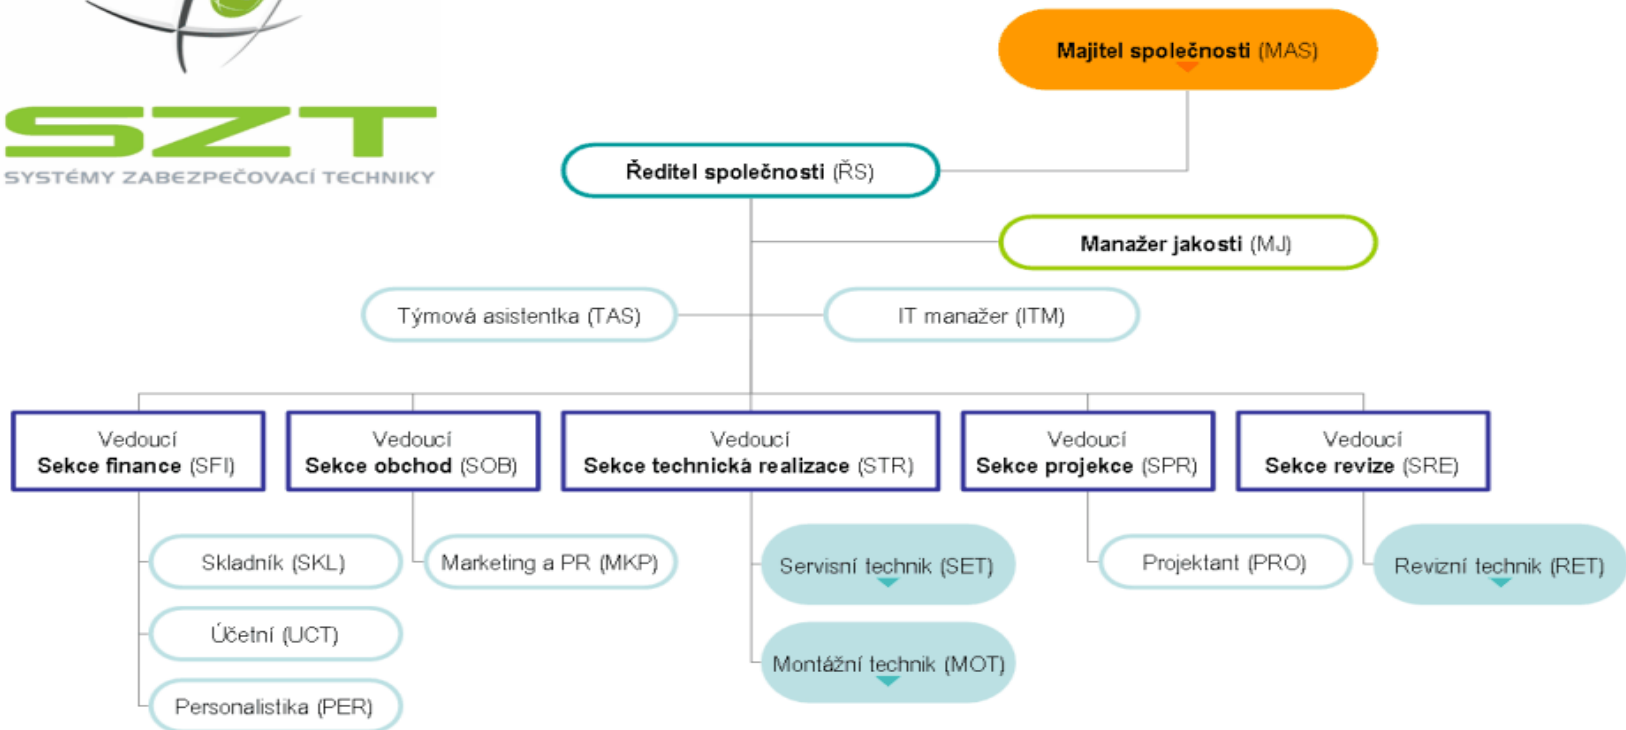 SZT
SYSTÉMY ZABEZPEČOVACÍ TECHNIKY
Majitel společnosti (MAS)
Ředitel společnosti (ŘS)
Manažer jakosti (MJ)
Týmová asistentka (TAS)
IT manažer (ITM)
Vedoucí
Sekce finance (SFI)
Vedoucí
Sekce obchod (SOB)
Vedoucí
Sekce technická realizace (STR)
Vedoucí
Sekce projekce (SPR)
Vedoucí
Sekce revize (SRE)
Skladník (SKL)
Marketing a PR (MKP)
Servisní technik (SET)
Projektant (PRO)
Revizní technik (RET)
Účetní (UCT)
Montážní technik (MOT)
Personalistika (PER)